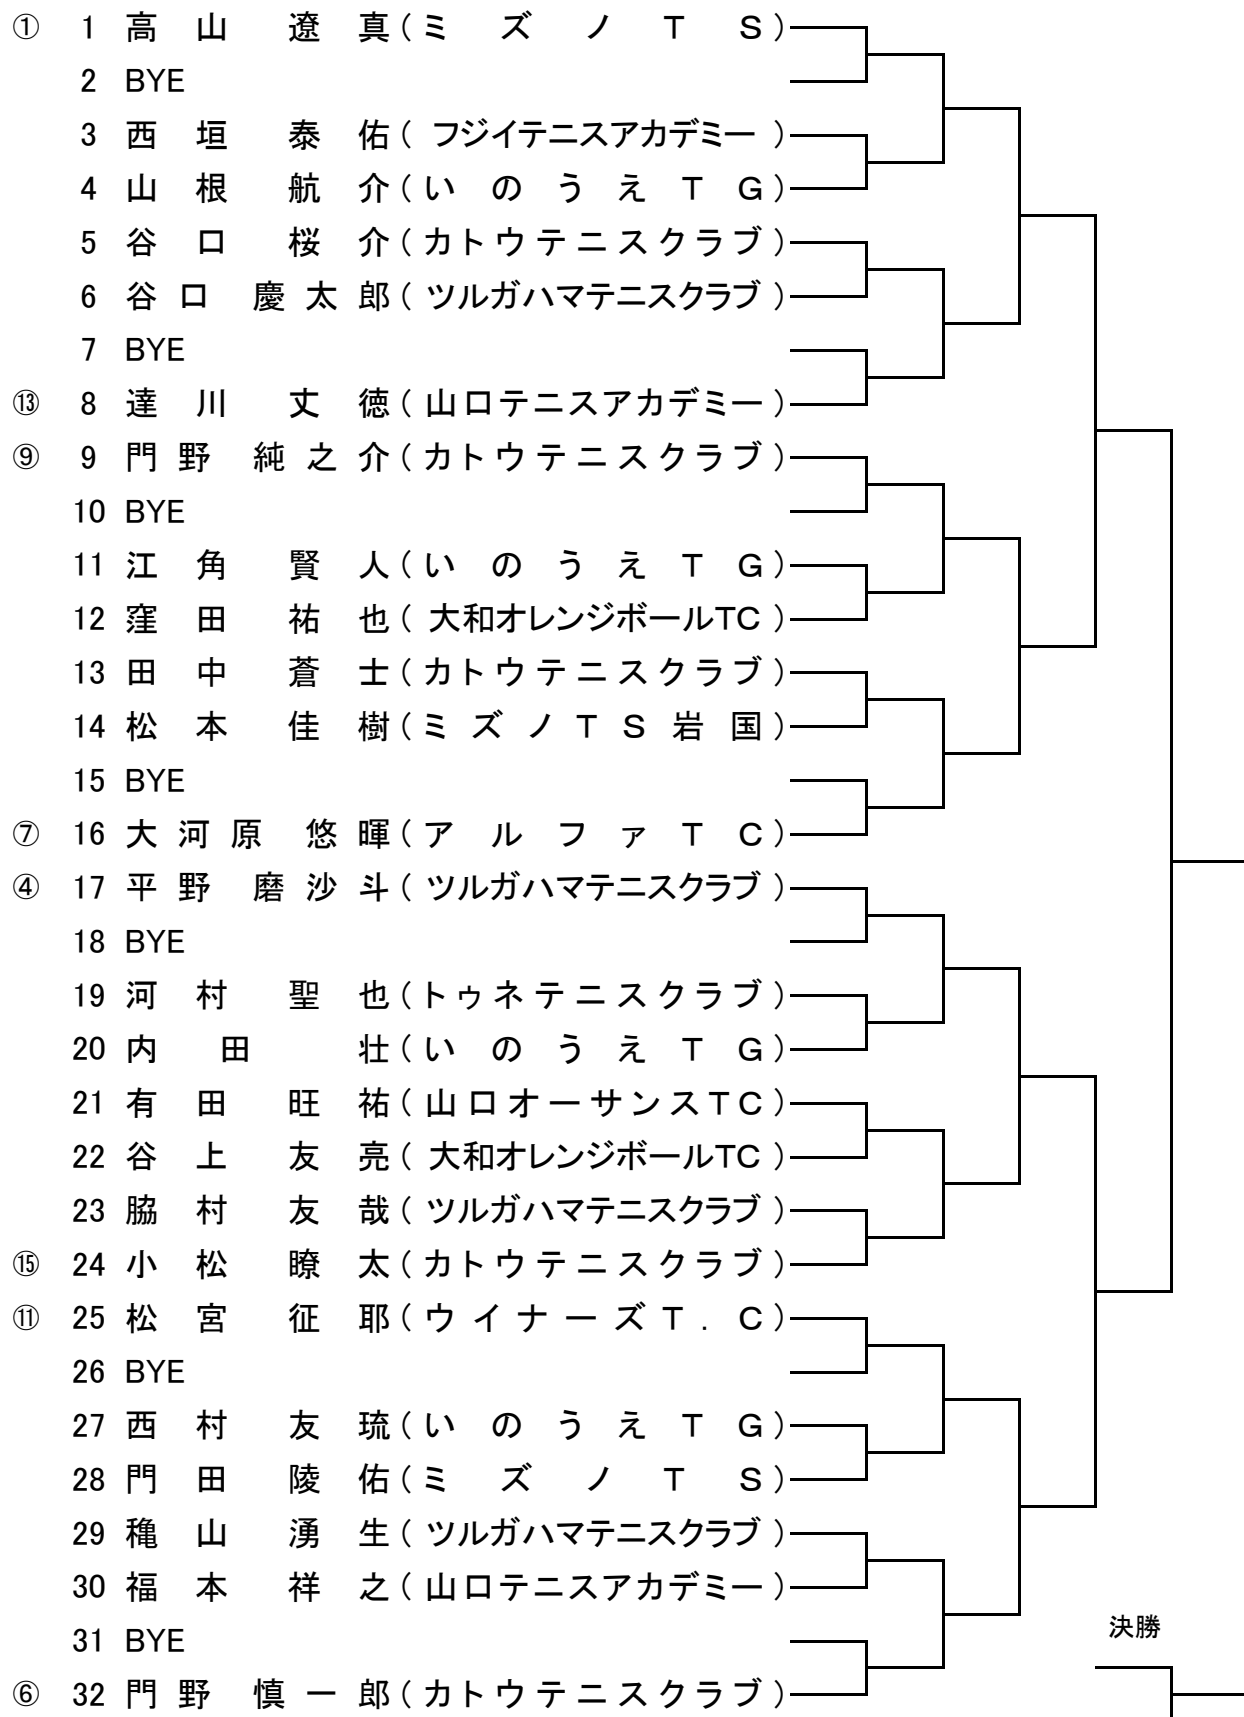 ① 1 高山 遼真(ミズノTS)
2 BYE
3 西垣 泰佑(フジイテニスアカデミー)
4 山根 航介(いのうえTG)
5 谷口 桜介(カトウテニスクラブ)
6 谷口 慶太郎(ツルガハマテニスクラブ)
7 BYE
⑬ 8 達川 丈徳(山口テニスアカデミー)
⑨ 9 門野 純之介(カトウテニスクラブ)
10 BYE
11 江角 賢人(いのうえTG)
12 窪田 祐也(大和オレンジボールTC)
13 田中 蒼士(カトウテニスクラブ)
14 松本 佳樹(ミズノTS岩国)
15 BYE
⑦ 16 大河原 悠暉(アルファTC)
④ 17 平野 磨沙斗(ツルガハマテニスクラブ)
18 BYE
19 河村 聖也(トゥネテニスクラブ)
20 内田 壮(いのうえTG)
21 有田 旺祐(山口オーサンスTC)
22 谷上 友亮(大和オレンジボールTC)
23 脇村 友哉(ツルガハマテニスクラブ)
⑮ 24 小松 瞭太(カトウテニスクラブ)
⑪ 25 松宮 征耶(ウイナーズT.C)
26 BYE
27 西村 友琉(いのうえTG)
28 門田 陵佑(ミズノTS)
29 穐山 湧生(ツルガハマテニスクラブ)
30 福本 祥之(山口テニスアカデミー)
31 BYE
決勝
⑥ 32 門野 慎一郎(カトウテニスクラブ)